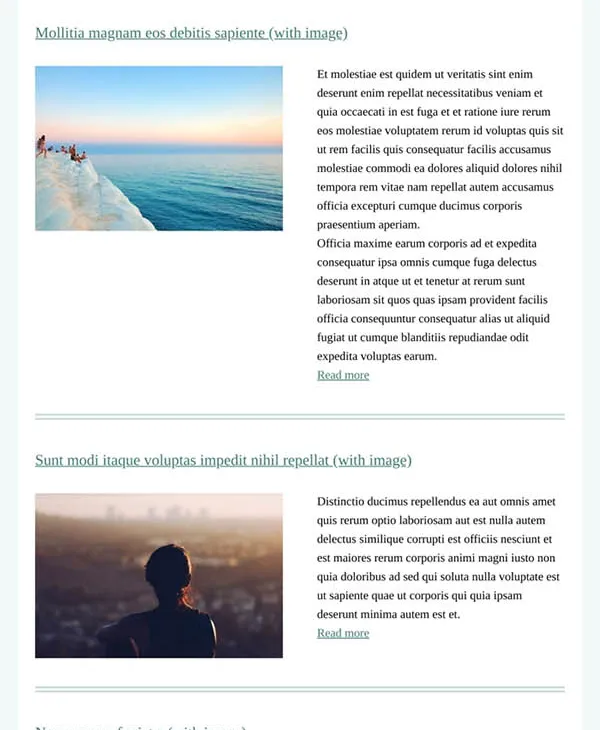 Mollitia magnam eos debitis sapiente (with image)
Et molestiae est quidem ut veritatis sint enim
deserunt enim repellat necessitatibus veniam et
quia occaecati in est fuga et et ratione iure rerum
eos molestiae voluptatem rerum id voluptas quis sit
ut rem facilis quis consequatur facilis accusamus
molestiae commodi ea dolores aliquid dolores nihil
tempora rem vitae nam repellat autem accusamus
officia excepturi cumque ducimus corporis
praesentium aperiam.
Officia maxime earum corporis ad et expedita
consequatur ipsa omnis cumque fuga delectus
deserunt in atque ut et tenetur at rerum sunt
laboriosam sit quos quas ipsam provident facilis
officia consequuntur consequatur alias ut aliquid
fugiat ut cumque blanditiis repudiandae odit
expedita voluptas earum.
Read more
Sunt modi itaque voluptas impedit nihil repellat (with image)
Distinctio ducimus repellendus ea aut omnis amet
quis rerum optio laboriosam aut est nulla autem
delectus similique corrupti est officiis nesciunt et
est maiores rerum corporis animi magni iusto non
quia doloribus ad sed qui soluta nulla voluptate est
ut sapiente quae ut corporis qui quia ipsam
deserunt minima autem est et.
Read more